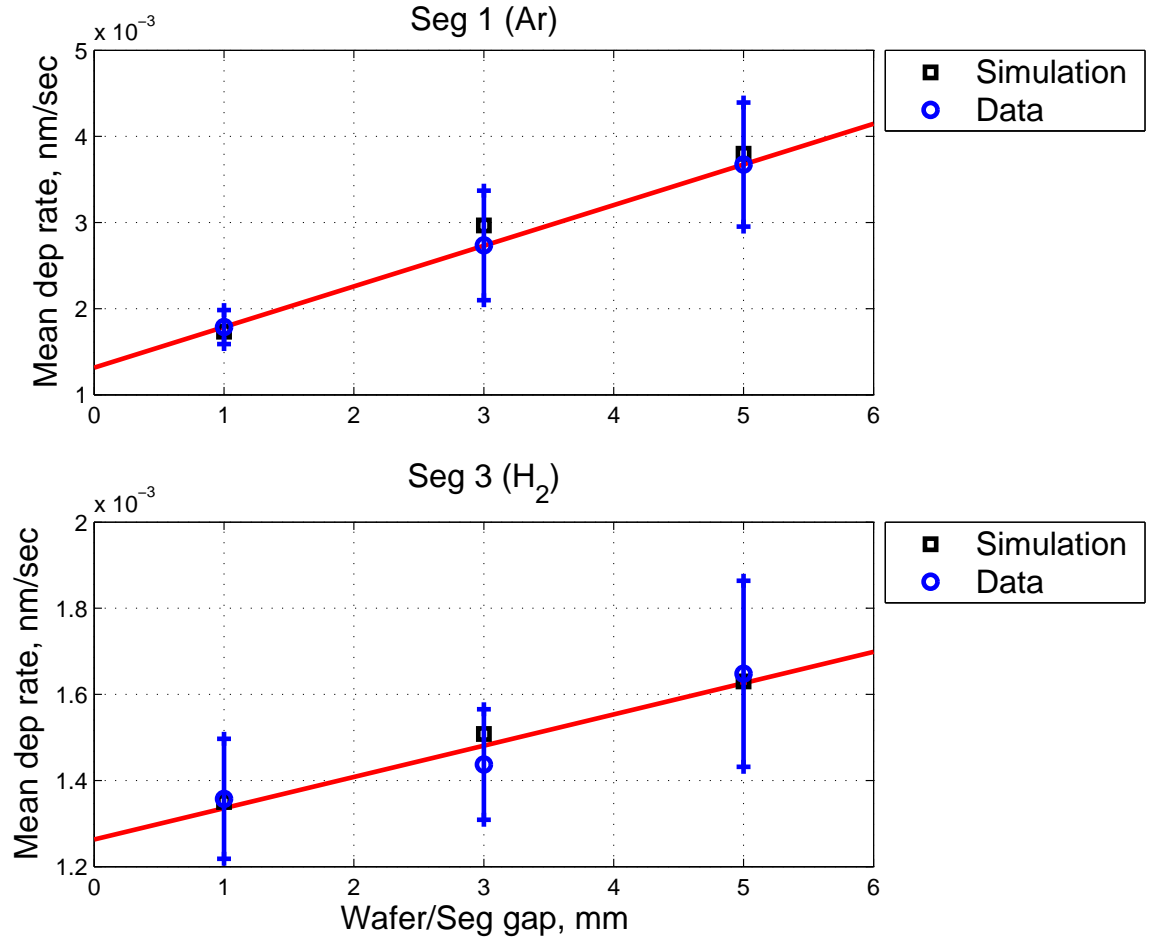 Seg 1 (Ar)
x 10⁻³
Mean dep rate, nm/sec
5
4
3
2
1
0 1 2 3 4 5 6
Simulation
Data
Seg 3 (H₂)
x 10⁻³
Mean dep rate, nm/sec
2
1.8
1.6
1.4
1.2
0 1 2 3 4 5 6
Wafer/Seg gap, mm
Simulation
Data